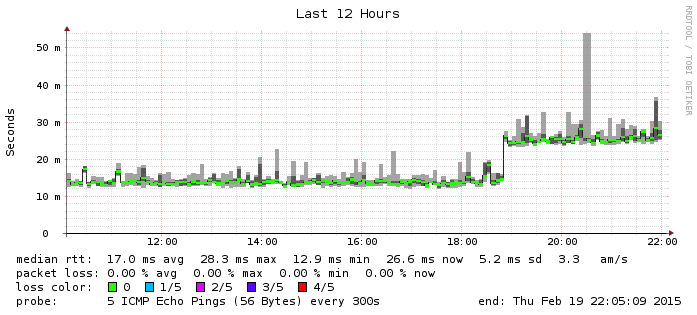 Last 12 Hours
RRDTOOL / TOBI OETIKER
Seconds
50 m
40 m
30 m
20 m
10 m
0
12:00 14:00 16:00 18:00 20:00 22:00
median rtt: 17.0 ms avg 28.3 ms max 12.9 ms min 26.6 ms now 5.2 ms sd 3.3 am/s
packet loss: 0.00 % avg 0.00 % max 0.00 % min 0.00 % now
loss color: 0 1/5 2/5 3/5 4/5
probe: 5 ICMP Echo Pings (56 Bytes) every 300s end: Thu Feb 19 22:05:09 2015